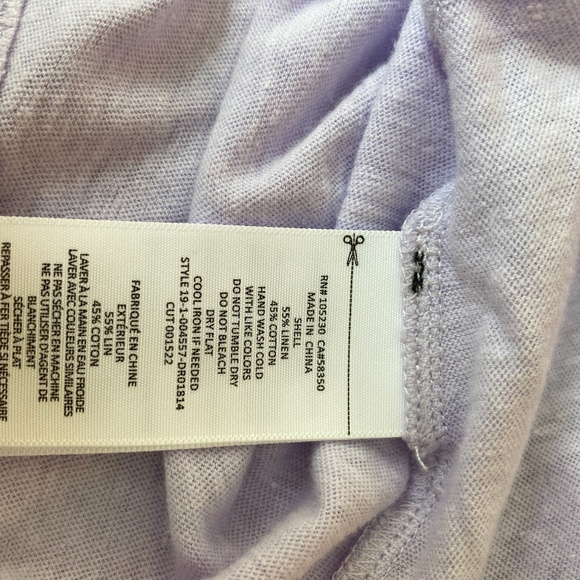 RN# 105230 CA#58350
MADE IN CHINA
SHELL
55% LINEN
45% COTTON
HAND WASH COLD
WITH LIKE COLORS
DO NOT TUMBLE DRY
DO NOT BLEACH
DRY FLAT
COOL IRON IF NEEDED
STYLE 19-1-004557-DR01814
CUT 001522
FABRIQUÉ EN CHINE
EXTÉRIEUR
55% LIN
45% COTON
LAVER À LA MAIN EN EAU FROIDE
LAVER AVEC COULEURS SIMILAIRES
NE PAS SÉCHER EN MACHINE
NE PAS UTILISER D'AGENT DE
BLANCHIMENT
SÉCHER À PLAT
REPASSER À FER TIÈDE SI NÉCESSAIRE